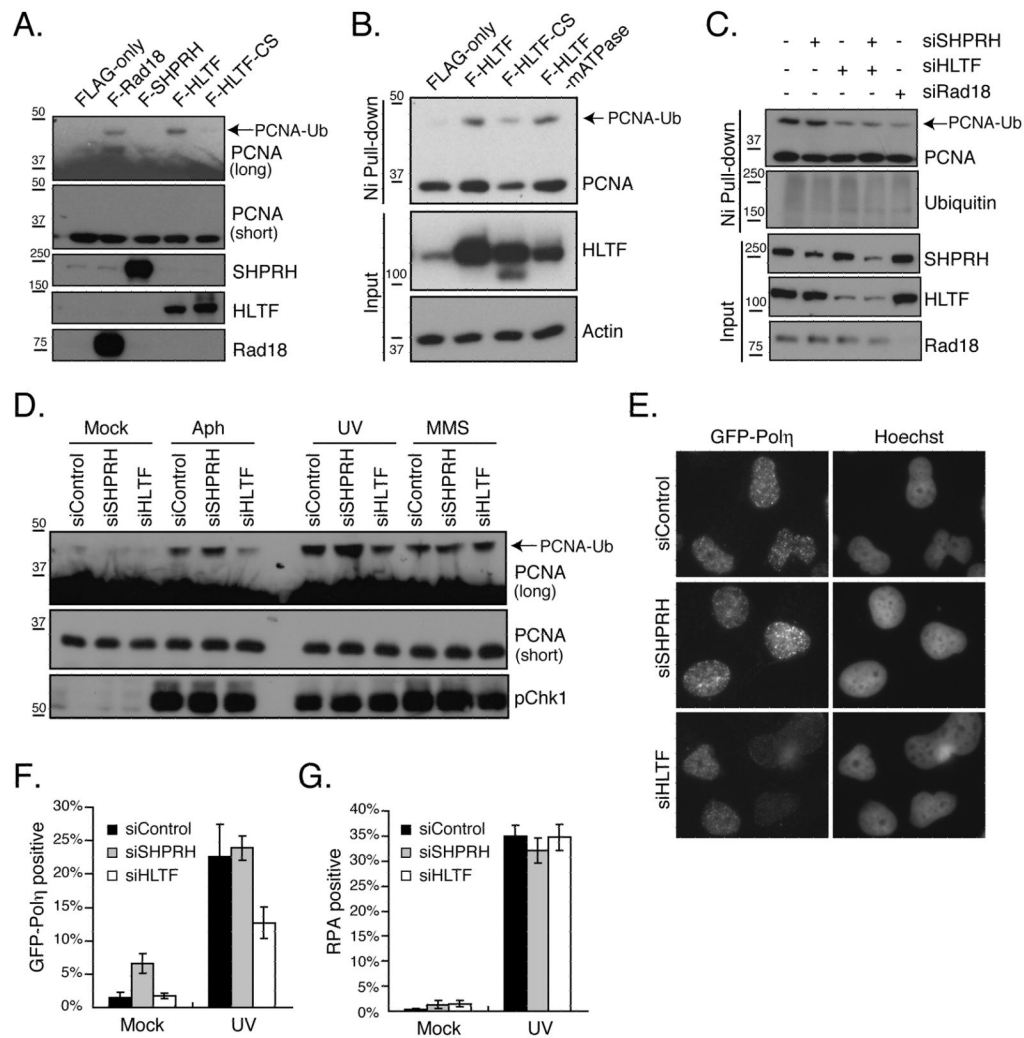 A.
FLAG-only
F-Rad18
F-SHPRH
F-HLTF
F-HLTF-CS
50
37
PCNA-Ub
PCNA
(long)
50
37
PCNA
(short)
250
150
SHPRH
HLTF
75
Rad18
B.
FLAG-only
F-HLTF
F-HLTF-CS
F-HLTF
-mATPase
Ni Pull-down
50
37
PCNA-Ub
PCNA
Input
100
HLTF
37
Actin
C.
- + - + - siSHPRH
- - + + - siHLTF
+ siRad18
Ni Pull-down
37
PCNA-Ub
PCNA
250
150
Ubiquitin
Input
250
SHPRH
100
HLTF
75
Rad18
D.
Mock Aph UV MMS
siControl siSHPRH siHLTF siControl siSHPRH siHLTF siControl siSHPRH siHLTF siControl siSHPRH siHLTF
50
37
PCNA-Ub
PCNA
(long)
37
PCNA
(short)
50
pChk1
E.
GFP-Polη Hoechst
siControl
siSHPRH
siHLTF
F.
GFP-Polη positive
30%
25%
20%
15%
10%
5%
0%
siControl
siSHPRH
siHLTF
Mock UV
G.
RPA positive
40%
35%
30%
25%
20%
15%
10%
5%
0%
siControl
siSHPRH
siHLTF
Mock UV